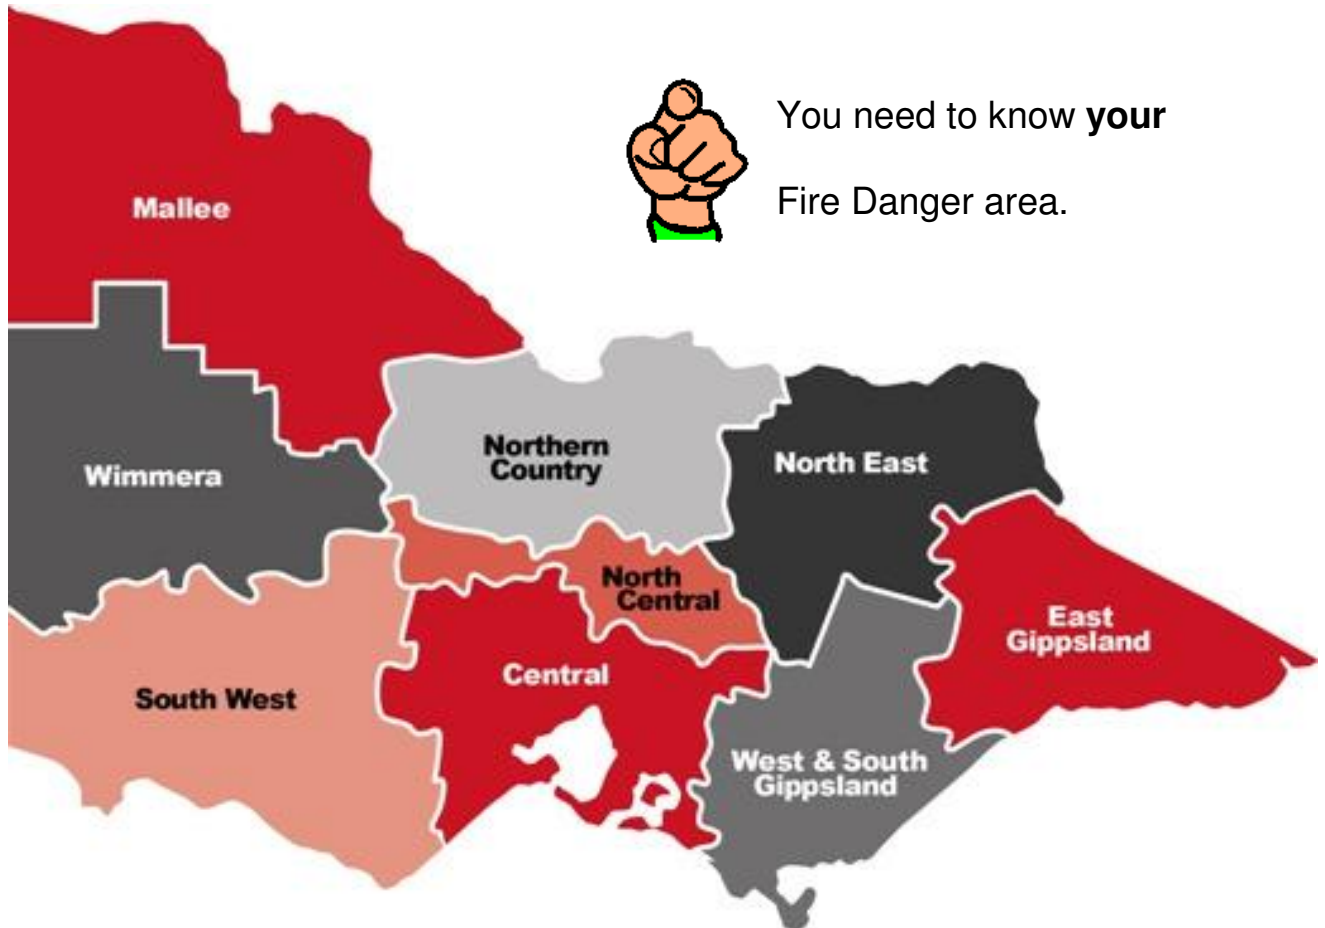 You need to know your
Fire Danger area.
Mallee
Northern
Country
North East
Wimmera
North
Central
East
Gippsland
Central
South West
West & South
Gippsland